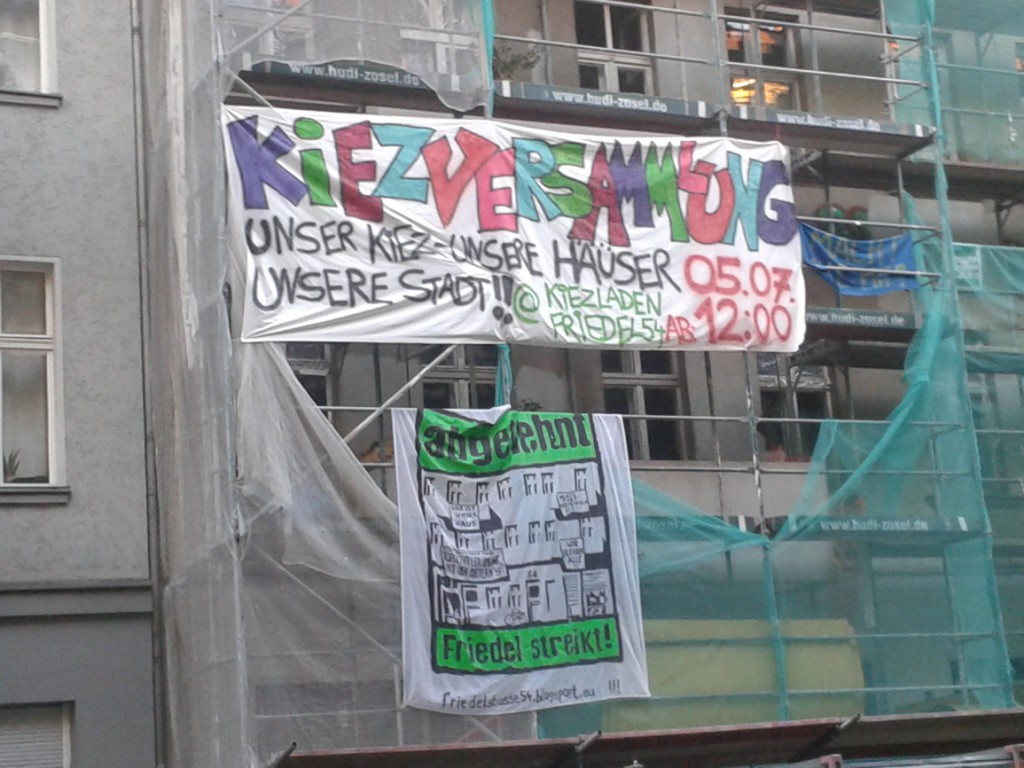 www.hudi-zosel.de
www.hudi-zosel.de
www.hudi-zosel.de
KiEZVERSAMMLUNG
UNSER KIEZ-UNSERE HÄUSER
UNSERE STADT!!
@ KIEZLADEN
FRIEDEL54 AB:
05.07.
12:00
www.hudi-zosel.de
abgelehnt
54
Friedel streikt!
Friedelstrasse54.blogsport.eu !!!
www.hudi-zosel.de